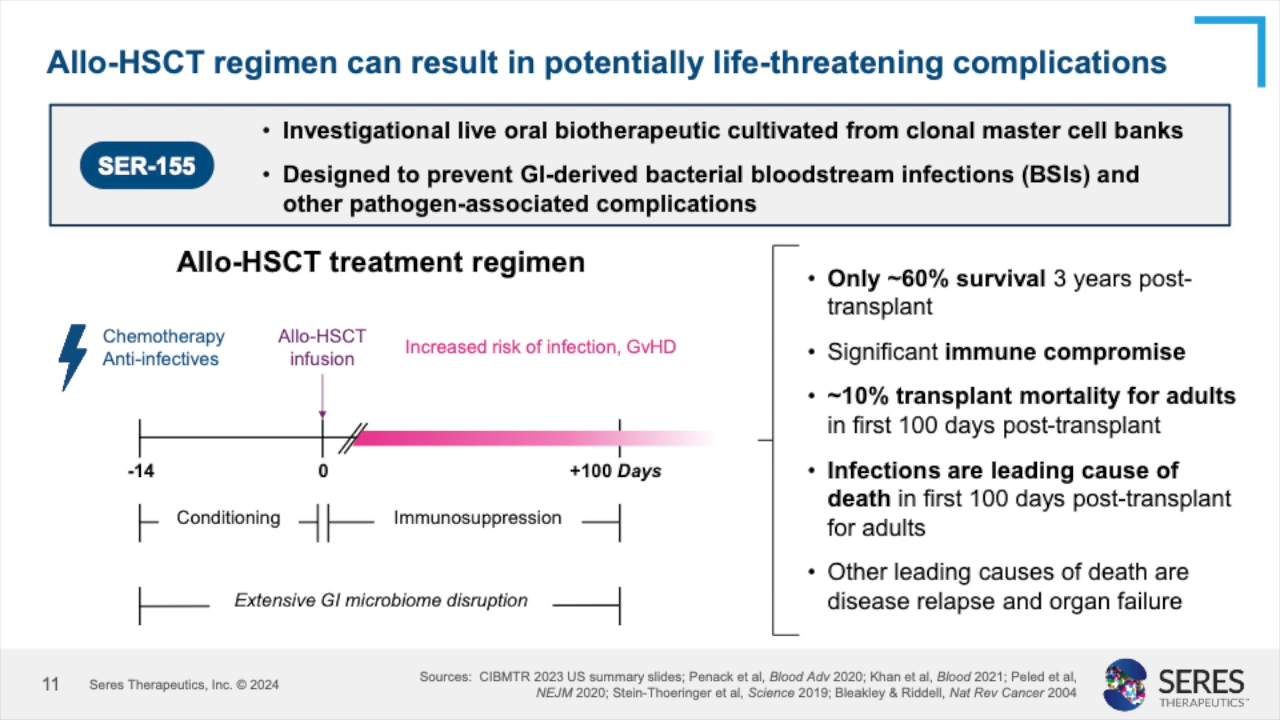 Allo-HSCT regimen can result in potentially life-threatening complications
SER-155
• Investigational live oral biotherapeutic cultivated from clonal master cell banks
• Designed to prevent GI-derived bacterial bloodstream infections (BSIs) and
other pathogen-associated complications
Allo-HSCT treatment regimen
Chemotherapy
Anti-infectives
Allo-HSCT
infusion
Increased risk of infection, GvHD
-14
0
+100 Days
Conditioning
Immunosuppression
Extensive GI microbiome disruption
• Only ~60% survival 3 years post-
transplant
• Significant immune compromise
• ~10% transplant mortality for adults
in first 100 days post-transplant
• Infections are leading cause of
death in first 100 days post-transplant
for adults
• Other leading causes of death are
disease relapse and organ failure
11
Seres Therapeutics, Inc. © 2024
Sources: CIBMTR 2023 US summary slides; Penack et al, Blood Adv 2020; Khan et al, Blood 2021; Peled et al,
NEJM 2020; Stein-Thoeringer et al, Science 2019; Bleakley & Riddell, Nat Rev Cancer 2004
SERES
THERAPEUTICS™